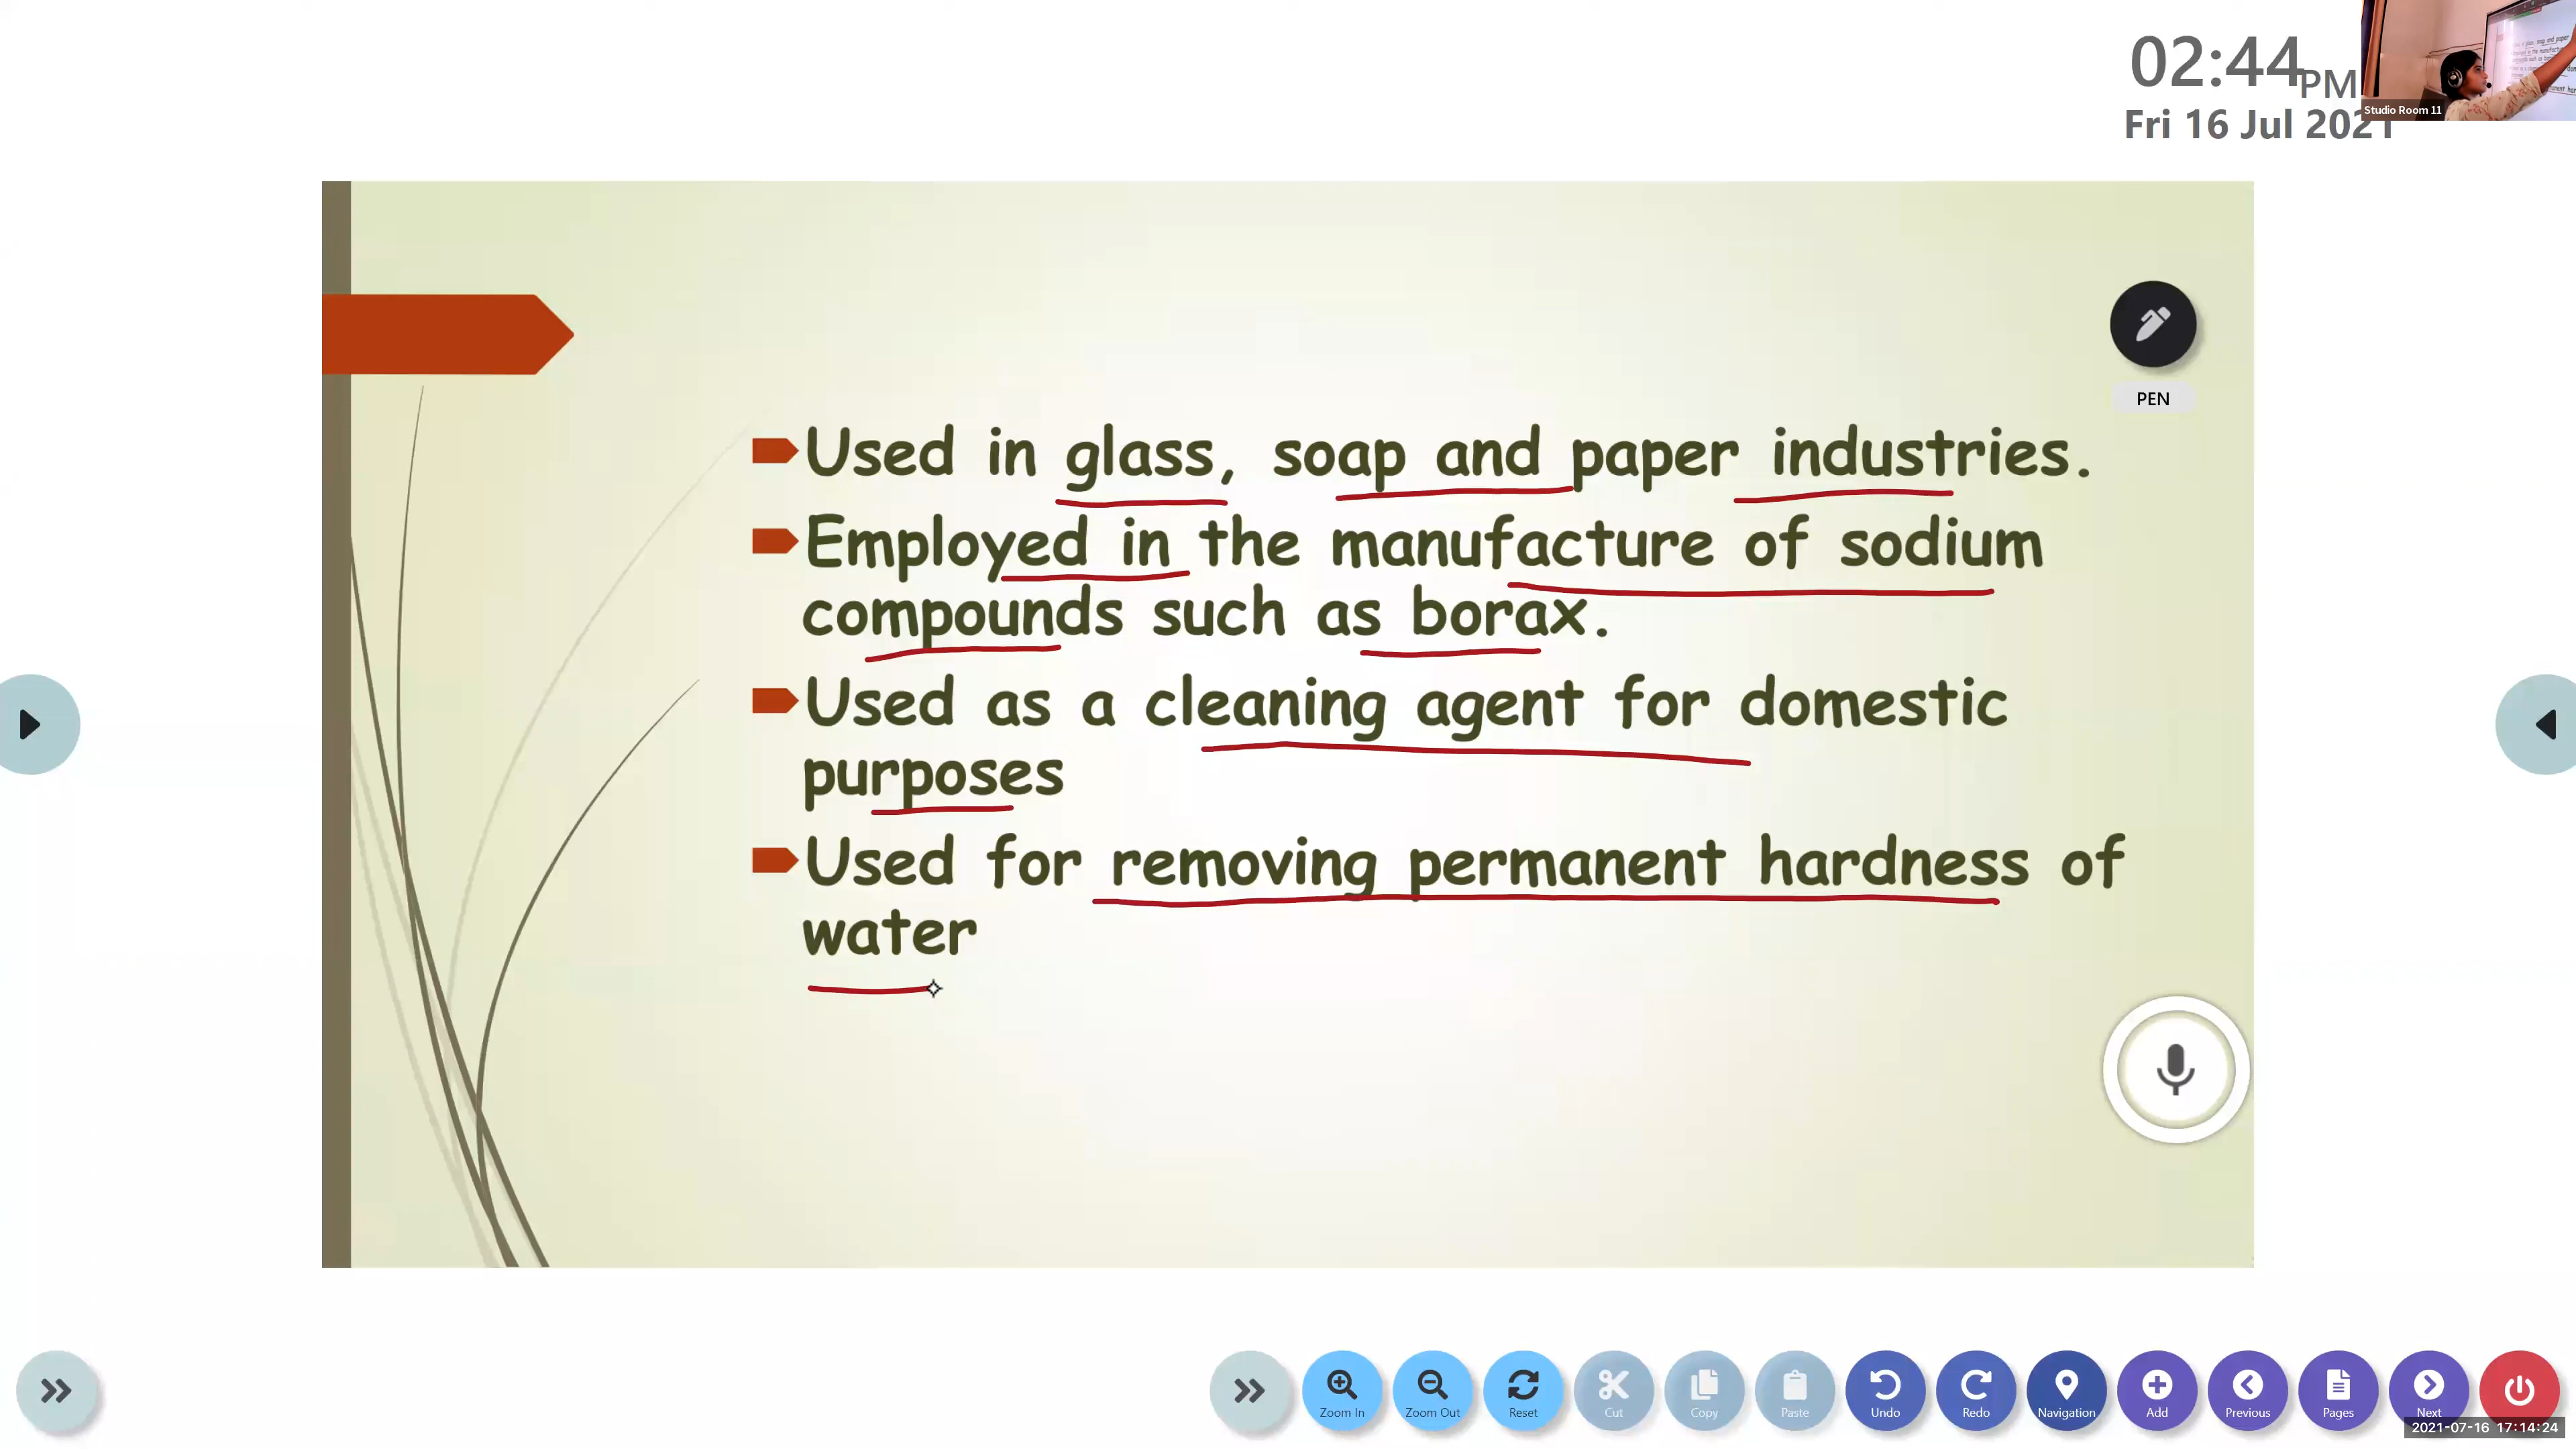 02:44 PM
Fri 16 Jul 2021
Studio Room 11
PEN
Used in glass, soap and paper industries.
Employed in the manufacture of sodium
compounds such as borax.
Used as a cleaning agent for domestic
purposes
Used for removing permanent hardness of
water
Zoom In
Zoom Out
Reset
Cut
Copy
Paste
Undo
Redo
Navigation
Add
Previous
Pages
Next
2021-07-16 17:14:24